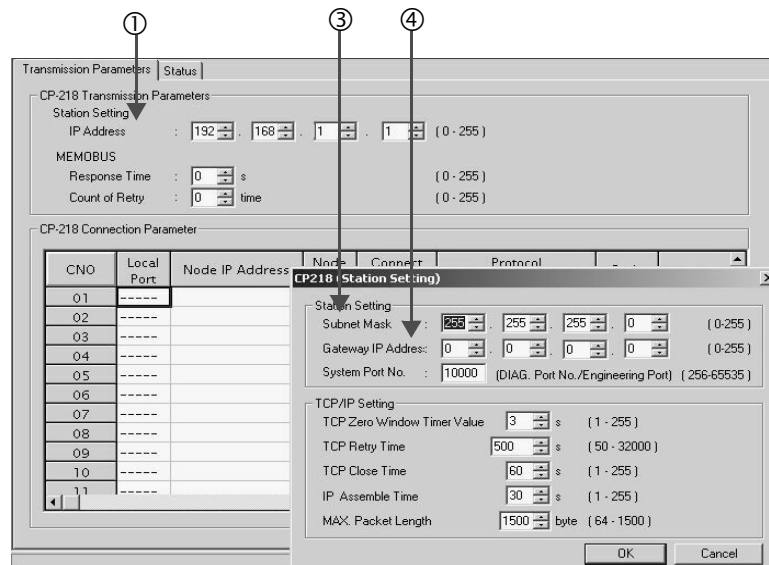 ① ③ ④
Transmission Parameters Status
CP-218 Transmission Parameters
Station Setting
IP Address : 192 . 168 . 1 . 1 ( 0 - 255 )
MEMOBUS
Response Time : 0 s ( 0 - 255 )
Count of Retry : 0 time ( 0 - 255 )
CP-218 Connection Parameter
CNO Local Port Node IP Address Node Connect Protocol
01 -----
02 -----
03 -----
04 -----
05 -----
06 -----
07 -----
08 -----
09 -----
10 -----
11 -----
CP218 (Station Setting)
Station Setting
Subnet Mask : 255 . 255 . 255 . 0 ( 0-255 )
Gateway IP Addres: : 0 . 0 . 0 . 0 ( 0-255 )
System Port No. : 10000 (DIAG. Port No./Engineering Port) ( 256-65535 )
TCP/IP Setting
TCP Zero Window Timer Value 3 s ( 1 - 255 )
TCP Retry Time 500 s ( 50 - 32000 )
TCP Close Time 60 s ( 1 - 255 )
IP Assemble Time 30 s ( 1 - 255 )
MAX. Packet Length 1500 byte ( 64 - 1500 )
OK Cancel